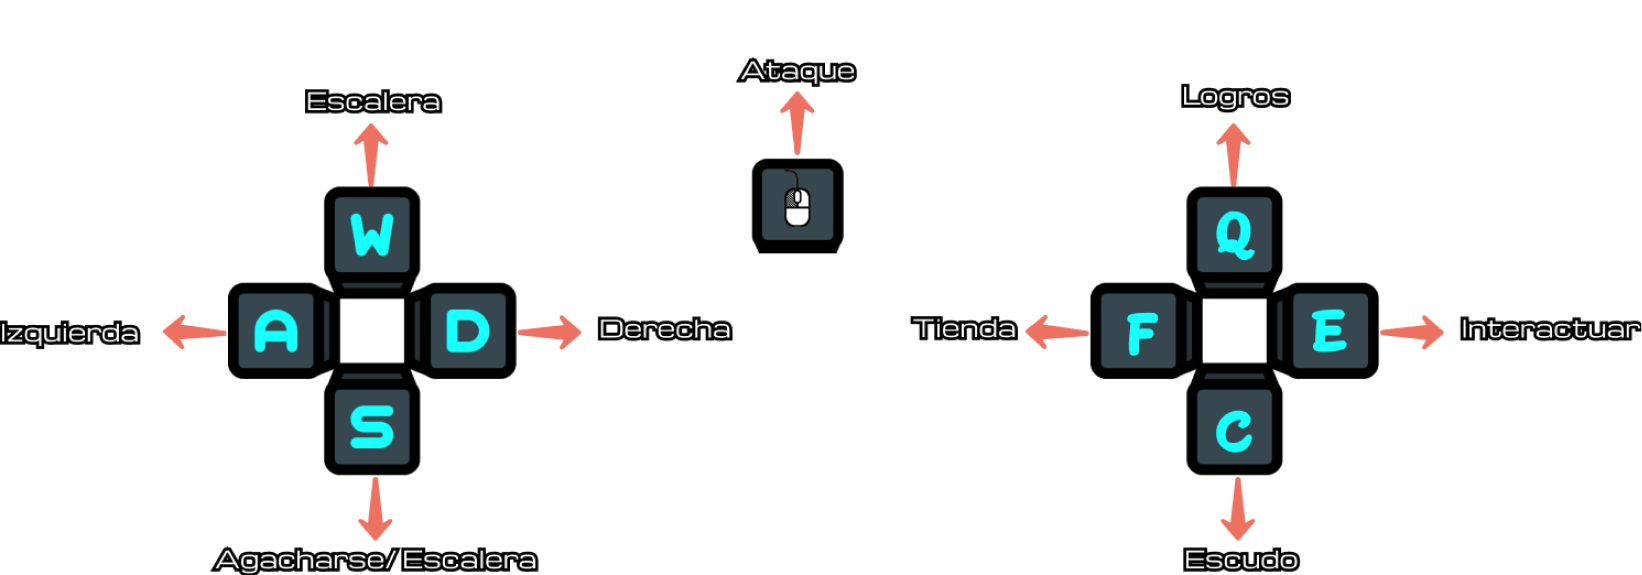 Escalera
W
Izquierda
A
D
Derecha
S
Agacharse/Escalera
Ataque
Logros
Q
Tienda
F
E
Interactuar
C
Escudo